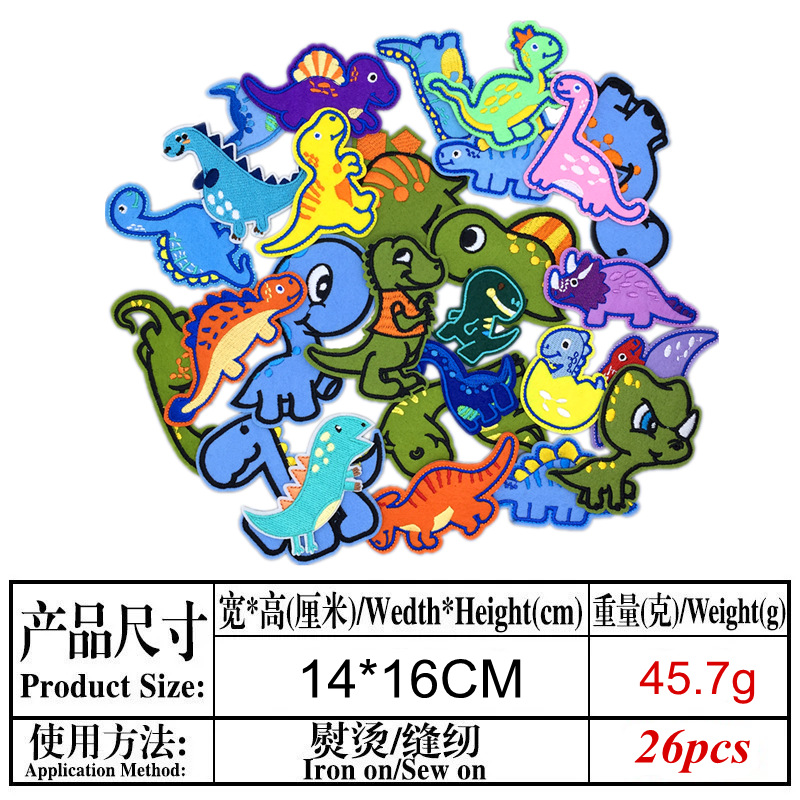 产品尺寸
Product Size:
宽*高(厘米)/Wedth*Height(cm)
重量(克)/Weight(g)
14*16CM
45.7g
使用方法:
Application Method:
熨烫/缝纫
Iron on/Sew on
26pcs